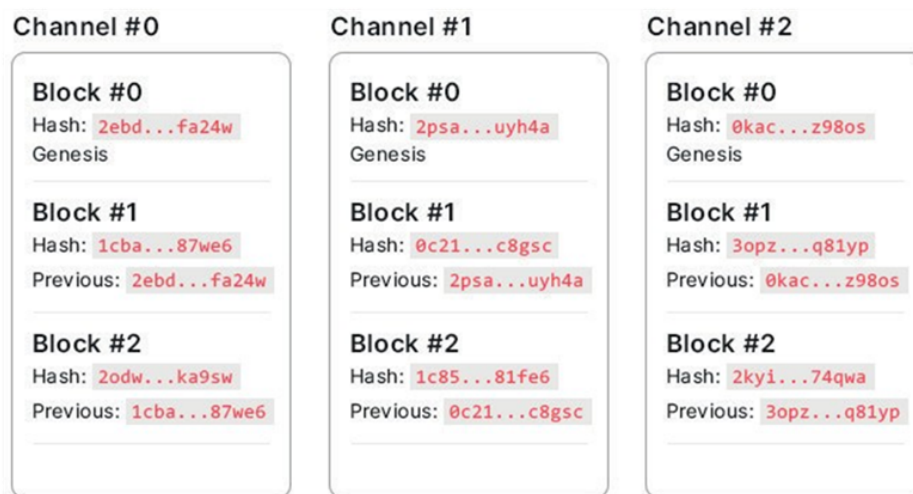 Channel #0
Block #0
Hash: 2ebd...fa24w
Genesis
Block #1
Hash: 1cba...87we6
Previous: 2ebd...fa24w
Block #2
Hash: 2odw...ka9sw
Previous: 1cba...87we6
Channel #1
Block #0
Hash: 2psa...uyh4a
Genesis
Block #1
Hash: 0c21...c8gsc
Previous: 2psa...uyh4a
Block #2
Hash: 1c85...81fe6
Previous: 0c21...c8gsc
Channel #2
Block #0
Hash: 0kac...z98os
Genesis
Block #1
Hash: 3opz...q81yp
Previous: 0kac...z98os
Block #2
Hash: 2kyi...74qwa
Previous: 3opz...q81yp